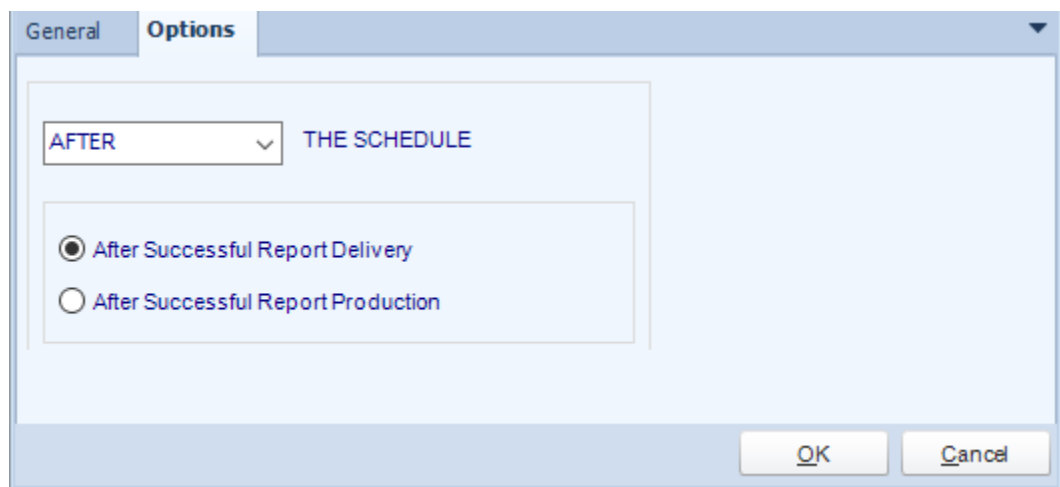 General Options
AFTER THE SCHEDULE
After Successful Report Delivery
After Successful Report Production
OK Cancel